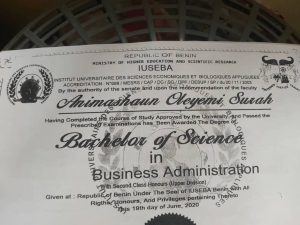 REPUBLIC OF BENIN
MINISTRY OF HIGHER EDUCATION AND SCIENTIFIC RESEARCH
IUSEBA
INSTITUT UNIVERSITAIRE DES SCIENCES ECONOMIQUES ET BIOLOGIQUES APPLIQUEES
By the authority of the senate and upon the recommendation of the faculty
Animashaun Oleyemi, Surah
Having Completed the Course of Study Approved by the University, and Passed the
Prescribed Examinations has Been Awarded The Degree of
Bachelor of Science
in
Business Administration
with Second Class Honours (Upper Division)
Given at : Republic of Benin Under The Seal of IUSEBA Benin With All
Rights, Honours, And Privileges pertaining Thereto
This 18th day of June, 2020